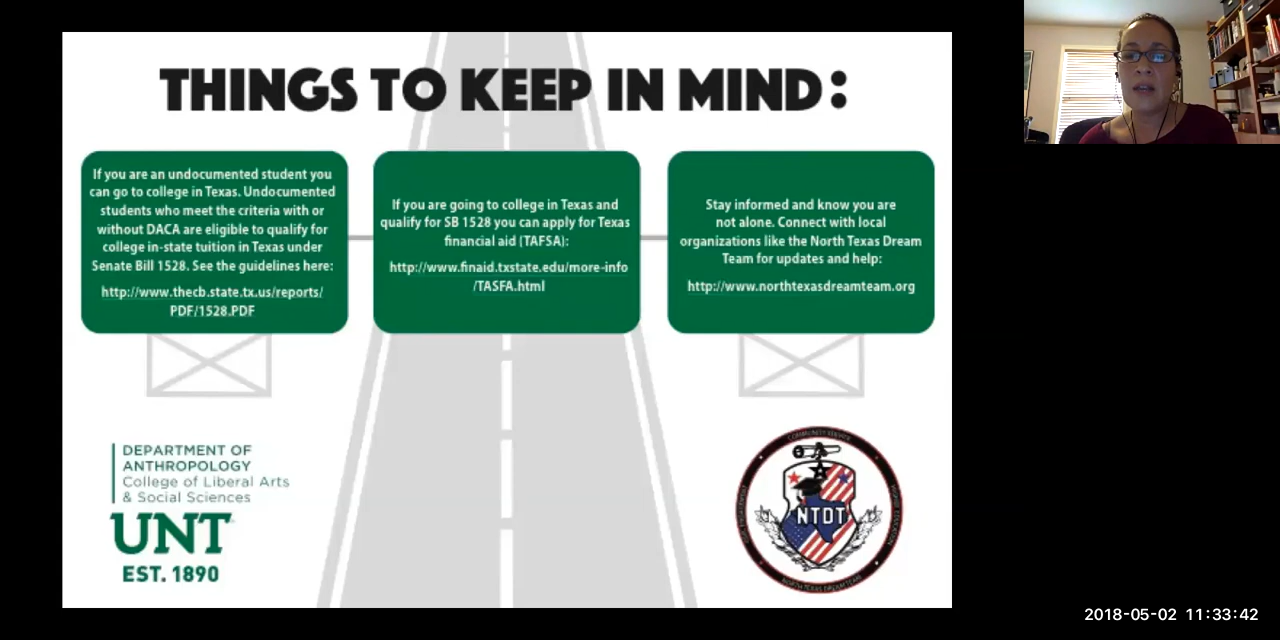 THINGS TO KEEP IN MIND:
If you are an undocumented student you
can go to college in Texas. Undocumented
students who meet the criteria with or
without DACA are eligible to qualify for
college in-state tuition in Texas under
Senate Bill 1528. See the guidelines here:
http://www.thecb.state.tx.us/reports/
PDF/1528.PDF
If you are going to college in Texas and
qualify for SB 1528 you can apply for Texas
financial aid (TAFSA):
http://www.finaid.txstate.edu/more-info
/TASFA.html
Stay informed and know you are
not alone. Connect with local
organizations like the North Texas Dream
Team for updates and help:
http://www.northtexasdreamteam.org
DEPARTMENT OF
ANTHROPOLOGY
College of Liberal Arts
& Social Sciences
UNT
EST. 1890
COMMUNITY SERVICE
NTDT
NORTH TEXAS DREAM TEAM
2018-05-02 11:33:42